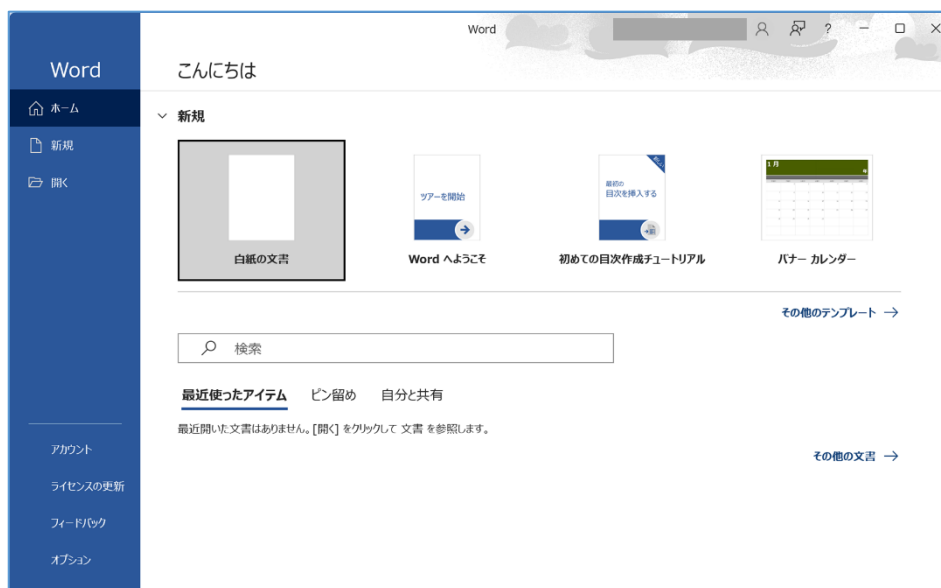 Word
?
Word
こんにちは
ホーム
新規
開く
新規
白紙の文書
ツアーを開始
Word へようこそ
最初の
目次を挿入する
初めての目次作成チュートリアル
1 月
バナー カレンダー
その他のテンプレート
検索
最近使ったアイテム ピン留め 自分と共有
最近開いた文書はありません。[開く] をクリックして 文書 を参照します。
その他の文書
アカウント
ライセンスの更新
フィードバック
オプション